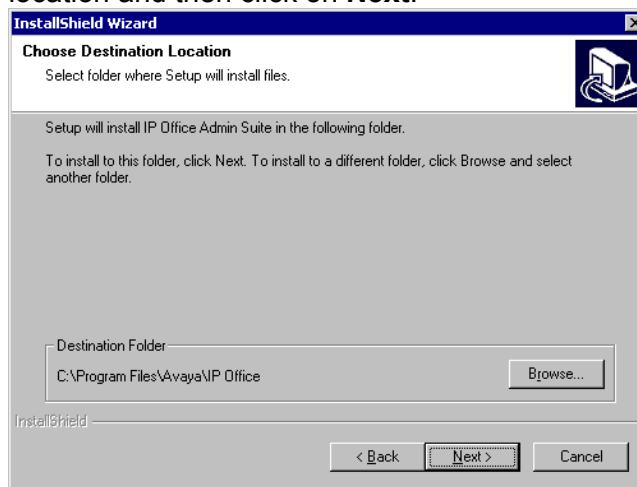 location and then click on Next.
InstallShield Wizard
Choose Destination Location
Select folder where Setup will install files.
Setup will install IP Office Admin Suite in the following folder.
To install to this folder, click Next. To install to a different folder, click Browse and select
another folder.
Destination Folder
C:\Program Files\Avaya\IP Office
Browse...
InstallShield
< Back
Next >
Cancel